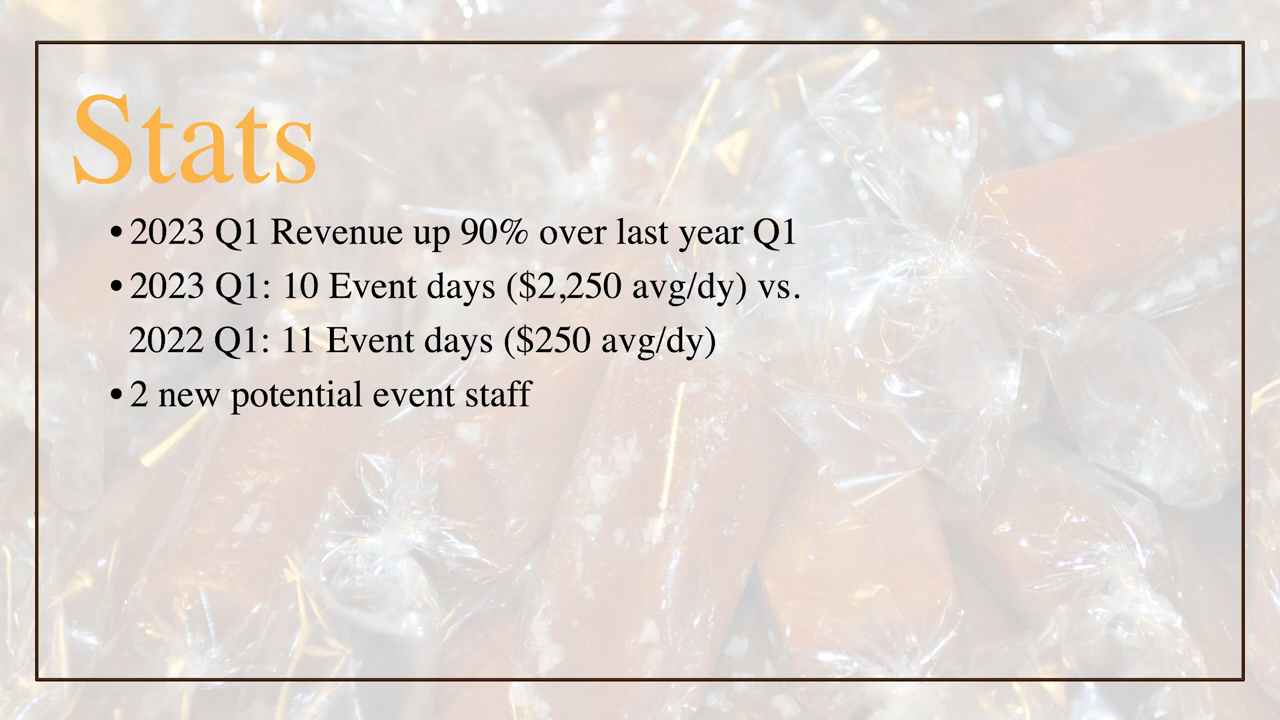 Stats
• 2023 Q1 Revenue up 90% over last year Q1
• 2023 Q1: 10 Event days ($2,250 avg/dy) vs.
2022 Q1: 11 Event days ($250 avg/dy)
• 2 new potential event staff